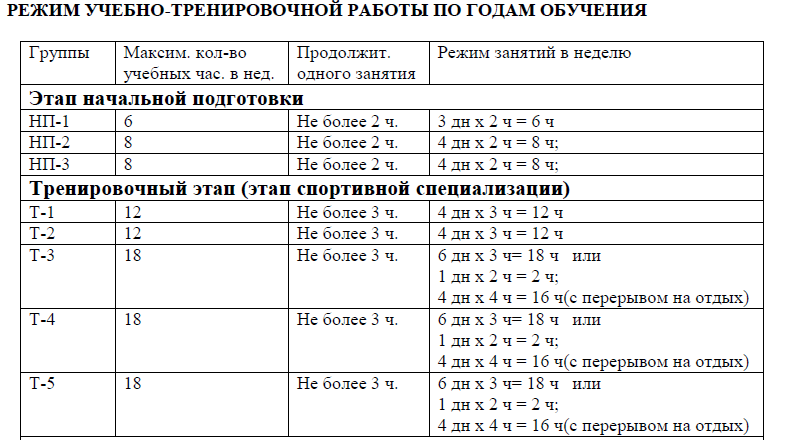 РЕЖИМ УЧЕБНО-ТРЕНИРОВОЧНОЙ РАБОТЫ ПО ГОДАМ ОБУЧЕНИЯ
Группы Максим. кол-во учебных час. в нед. Продолжит. одного занятия Режим занятий в неделю
Этап начальной подготовки
НП-1 6 Не более 2 ч. 3 дн х 2 ч = 6 ч
НП-2 8 Не более 2 ч. 4 дн х 2 ч = 8 ч;
НП-3 8 Не более 2 ч. 4 дн х 2 ч = 8 ч;
Тренировочный этап (этап спортивной специализации)
Т-1 12 Не более 3 ч. 4 дн х 3 ч = 12 ч
Т-2 12 Не более 3 ч. 4 дн х 3 ч = 12 ч
Т-3 18 Не более 3 ч. 6 дн х 3 ч= 18 ч или
1 дн х 2 ч = 2 ч;
4 дн х 4 ч = 16 ч(с перерывом на отдых)
Т-4 18 Не более 3 ч. 6 дн х 3 ч= 18 ч или
1 дн х 2 ч = 2 ч;
4 дн х 4 ч = 16 ч(с перерывом на отдых)
Т-5 18 Не более 3 ч. 6 дн х 3 ч= 18 ч или
1 дн х 2 ч = 2 ч;
4 дн х 4 ч = 16 ч(с перерывом на отдых)